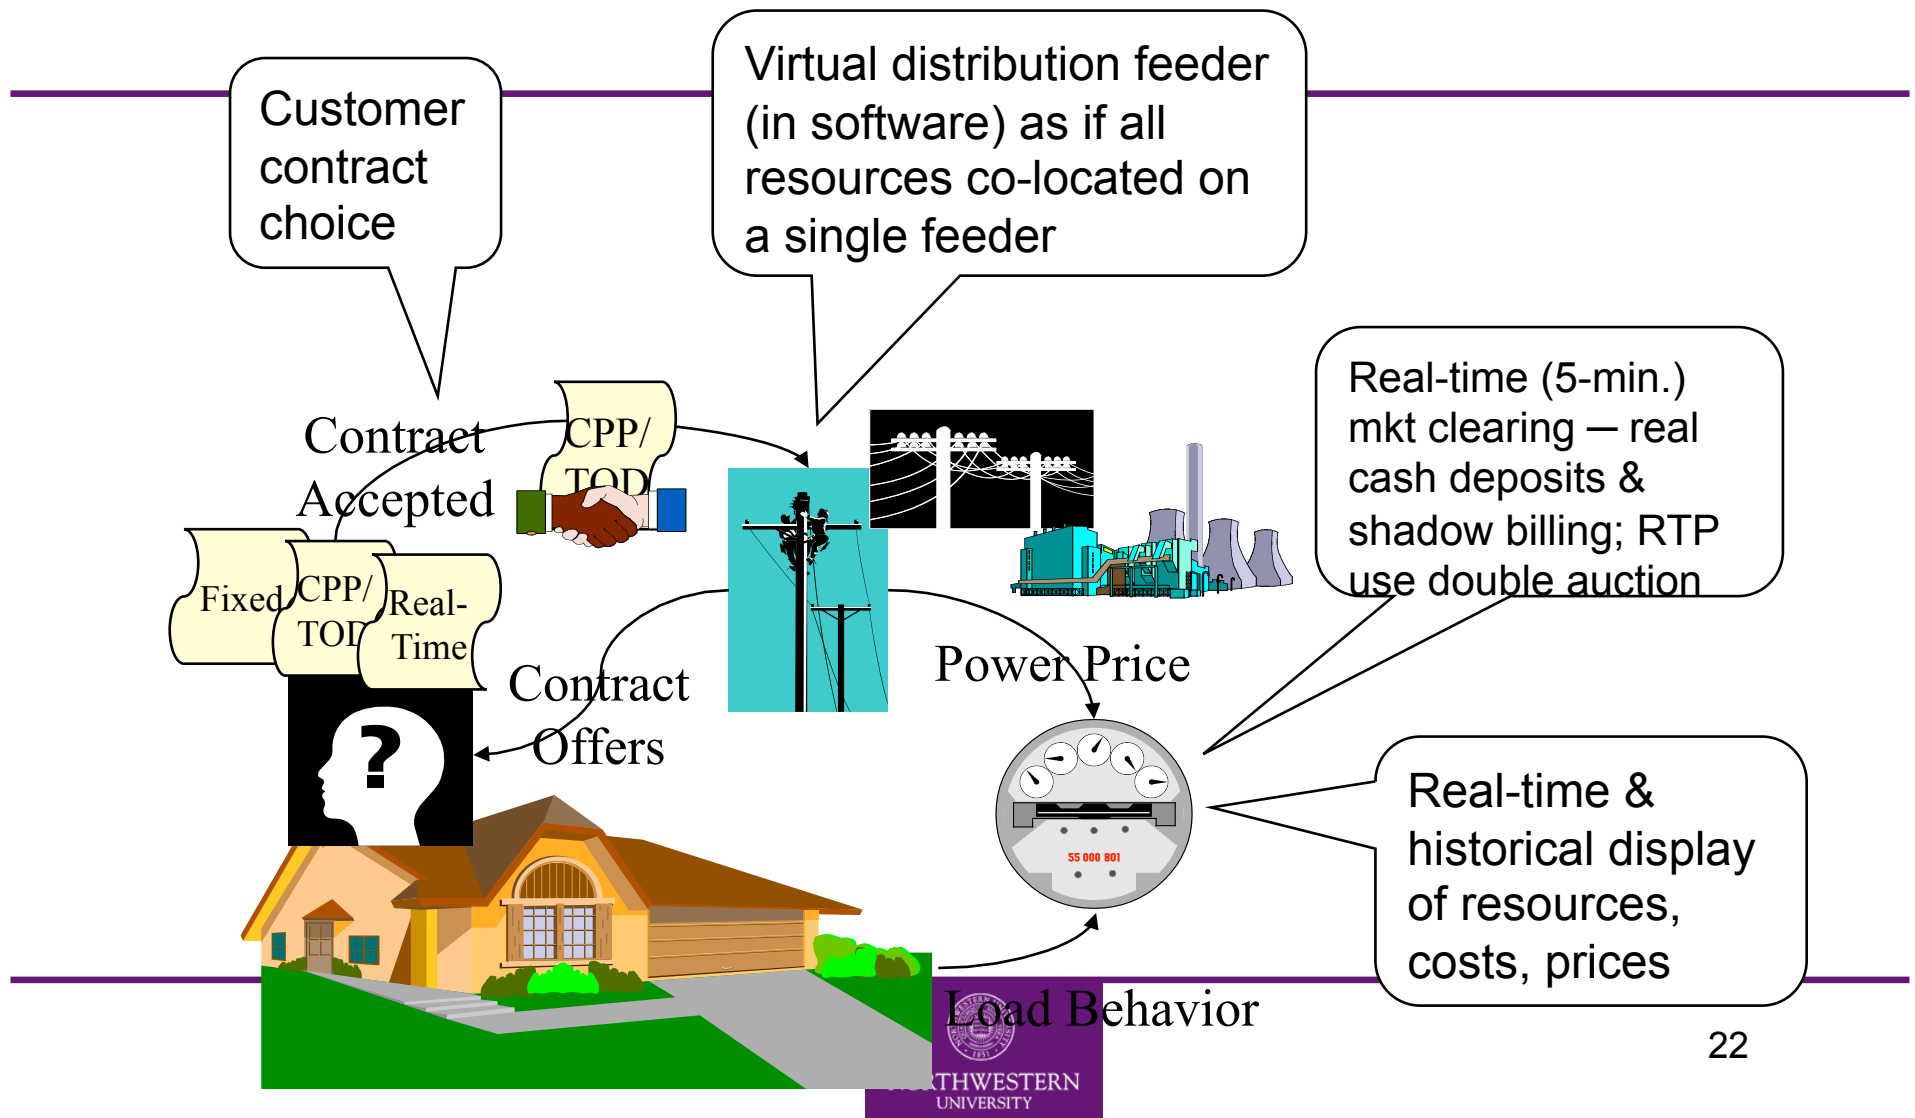 Customer
contract
choice
Virtual distribution feeder
(in software) as if all
resources co-located on
a single feeder
Real-time (5-min.)
mkt clearing – real
cash deposits &
shadow billing; RTP
use double auction
Contract
Accepted
CPP/
TOD
Fixed
CPP/
TOD
Real-
Time
Contract
Offers
?
Power Price
55 000 801
Real-time &
historical display
of resources,
costs, prices
Load Behavior
1851
NORTHWESTERN
UNIVERSITY
22